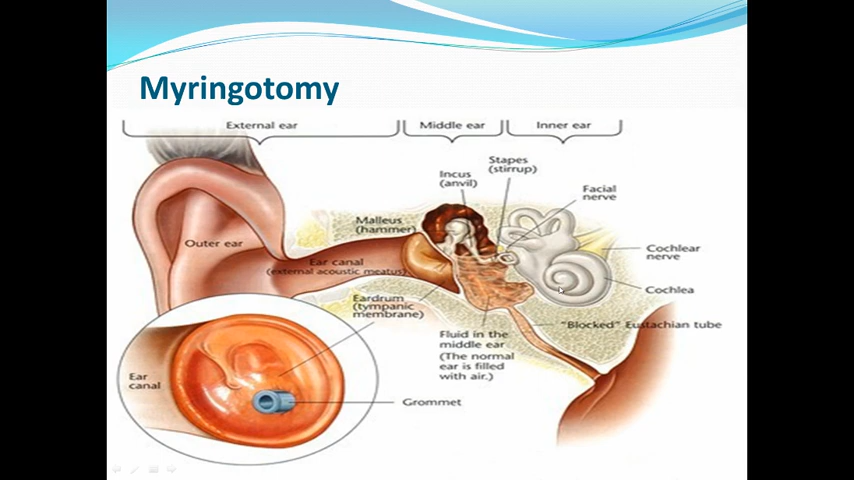 Myringotomy
External ear
Middle ear
Inner ear
Stapes
(stirrup)
Incus
(anvil)
Facial
nerve
Malleus
(hammer)
Outer ear
Cochlear
nerve
Ear canal
(external acoustic meatus)
Cochlea
Eardrum
(tympanic
membrane)
"Blocked" Eustachian tube
Fluid in the
middle ear
(The normal
ear is filled
with air.)
Ear
canal
Grommet